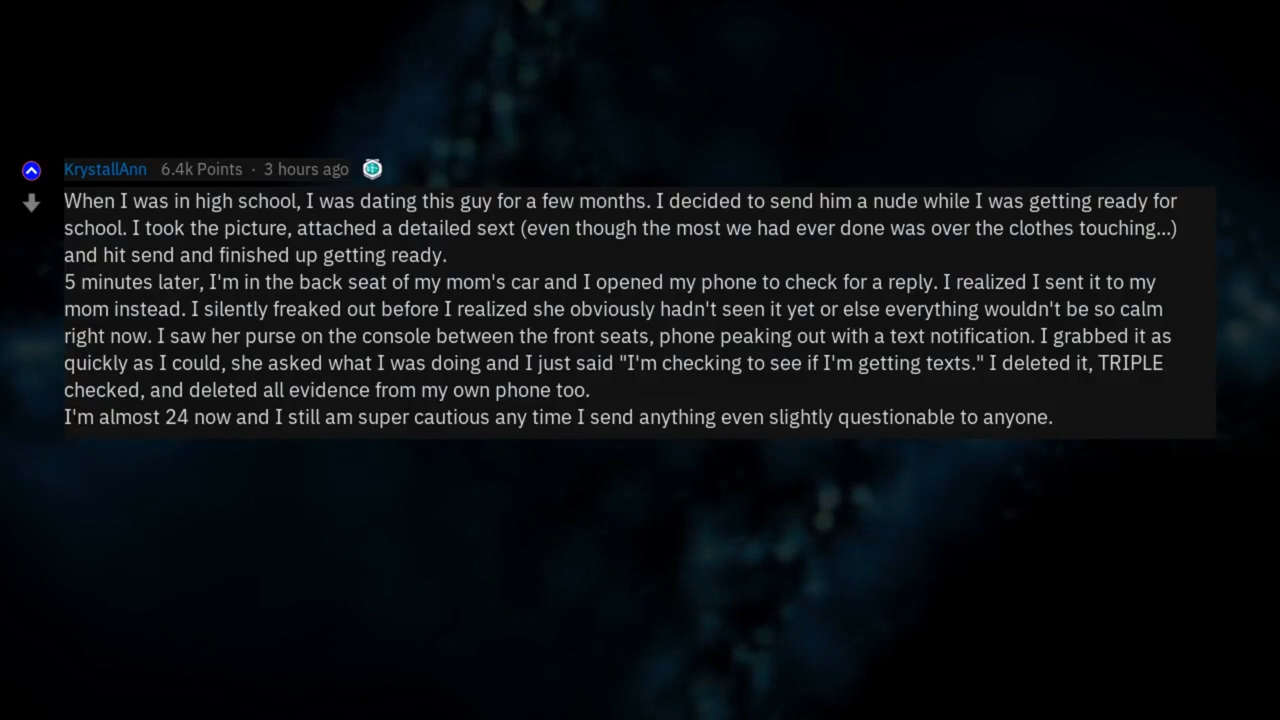 KrystallAnn 6.4k Points · 3 hours ago
When I was in high school, I was dating this guy for a few months. I decided to send him a nude while I was getting ready for
school. I took the picture, attached a detailed sext (even though the most we had ever done was over the clothes touching...)
and hit send and finished up getting ready.
5 minutes later, I'm in the back seat of my mom's car and I opened my phone to check for a reply. I realized I sent it to my
mom instead. I silently freaked out before I realized she obviously hadn't seen it yet or else everything wouldn't be so calm
right now. I saw her purse on the console between the front seats, phone peaking out with a text notification. I grabbed it as
quickly as I could, she asked what I was doing and I just said "I'm checking to see if I'm getting texts." I deleted it, TRIPLE
checked, and deleted all evidence from my own phone too.
I'm almost 24 now and I still am super cautious any time I send anything even slightly questionable to anyone.